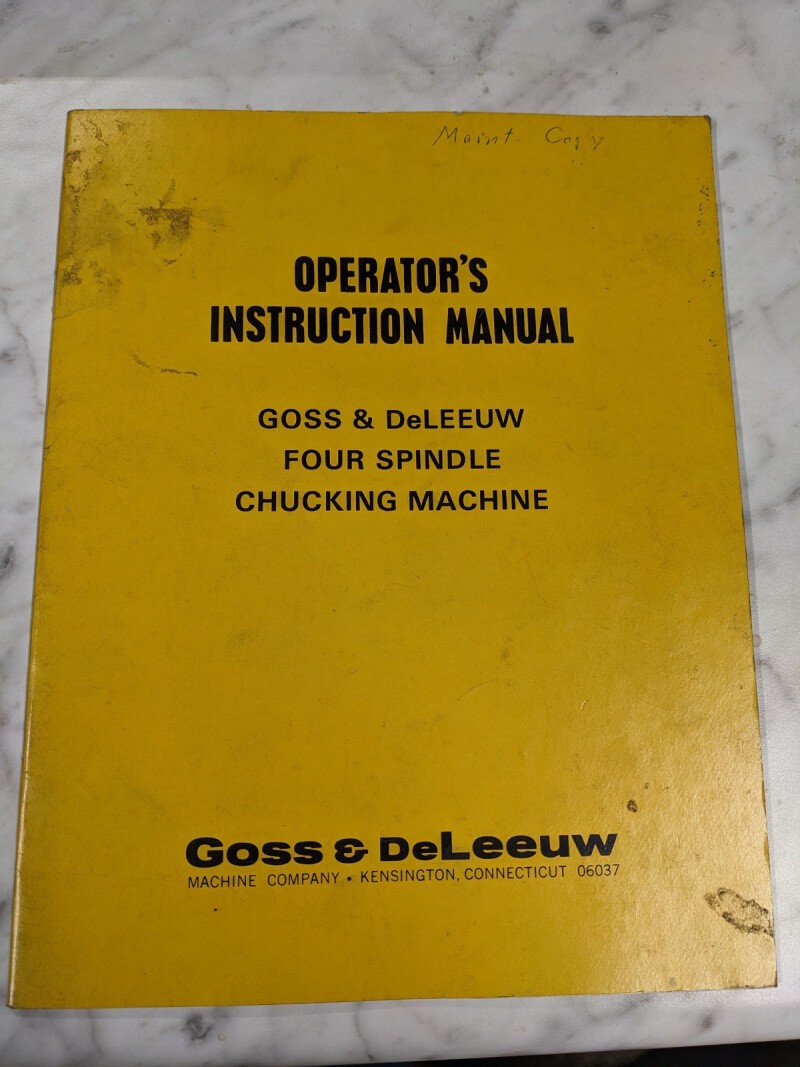 Maint. Copy
OPERATOR'S
INSTRUCTION MANUAL
GOSS & DeLEEUW
FOUR SPINDLE
CHUCKING MACHINE
Goss & DeLeeuw
MACHINE COMPANY • KENSINGTON, CONNECTICUT 06037